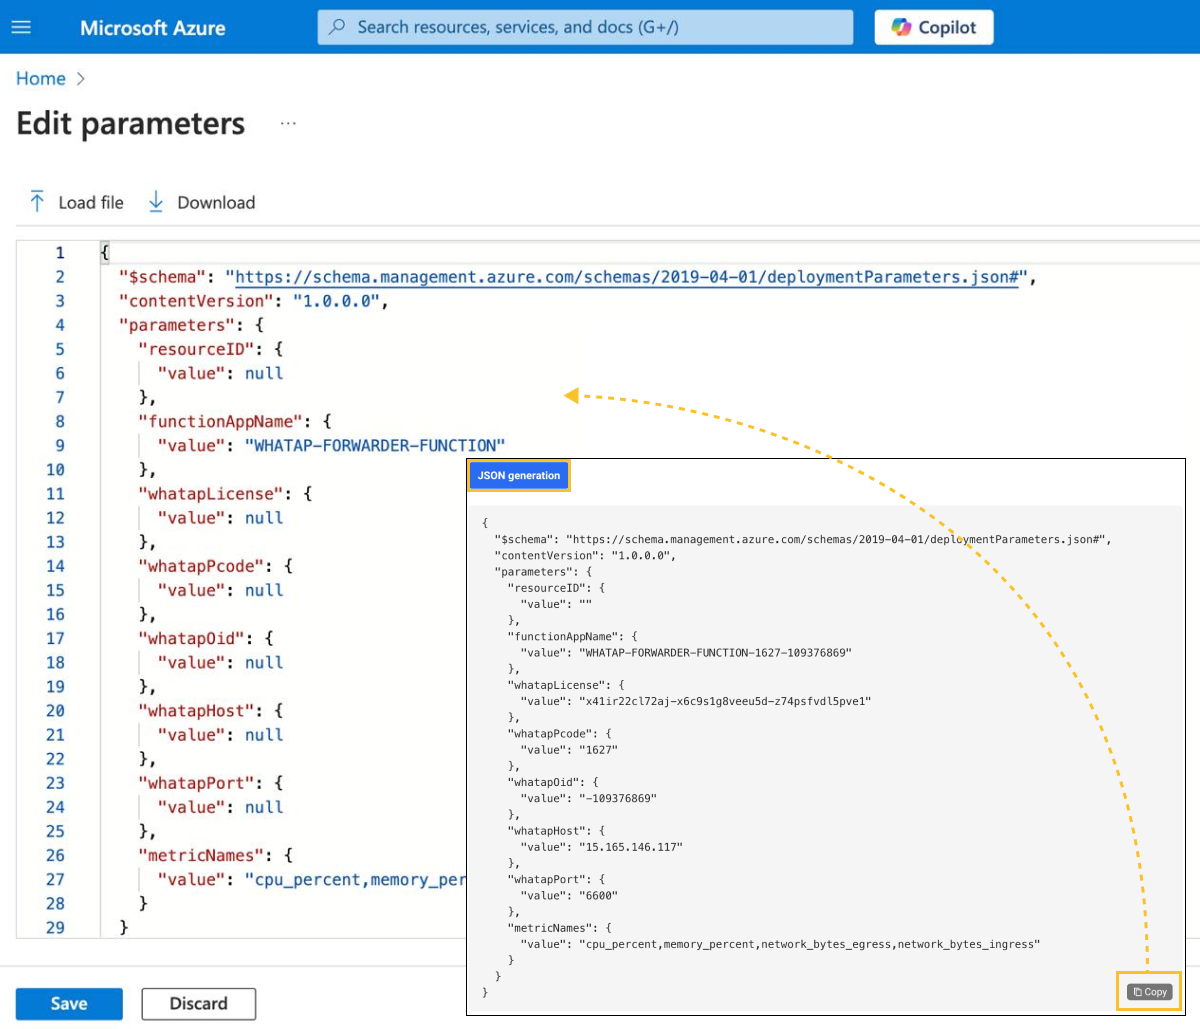 Microsoft Azure
Search resources, services, and docs (G+/)
Copilot
Home >
Edit parameters ...
Load file
Download
1 {
2 "$schema": "https://schema.management.azure.com/schemas/2019-04-01/deploymentParameters.json#",
3 "contentVersion": "1.0.0.0",
4 "parameters": {
5 "resourceID": {
6 "value": null
7 },
8 "functionAppName": {
9 "value": "WHATAP-FORWARDER-FUNCTION"
10 },
11 "whatapLicense": {
12 "value": null
13 },
14 "whatapPcode": {
15 "value": null
16 },
17 "whatapOid": {
18 "value": null
19 },
20 "whatapHost": {
21 "value": null
22 },
23 "whatapPort": {
24 "value": null
25 },
26 "metricNames": {
27 "value": "cpu_percent,memory_per
28 }
29 }
Save
Discard
JSON generation
{
"$schema": "https://schema.management.azure.com/schemas/2019-04-01/deploymentParameters.json#",
"contentVersion": "1.0.0.0",
"parameters": {
"resourceID": {
"value": ""
},
"functionAppName": {
"value": "WHATAP-FORWARDER-FUNCTION-1627-109376869"
},
"whatapLicense": {
"value": "x41ir22cl72aj-x6c9s1g8veeu5d-z74psfvdl5pve1"
},
"whatapPcode": {
"value": "1627"
},
"whatapOid": {
"value": "-109376869"
},
"whatapHost": {
"value": "15.165.146.117"
},
"whatapPort": {
"value": "6600"
},
"metricNames": {
"value": "cpu_percent,memory_percent,network_bytes_egress,network_bytes_ingress"
}
}
}
Copy